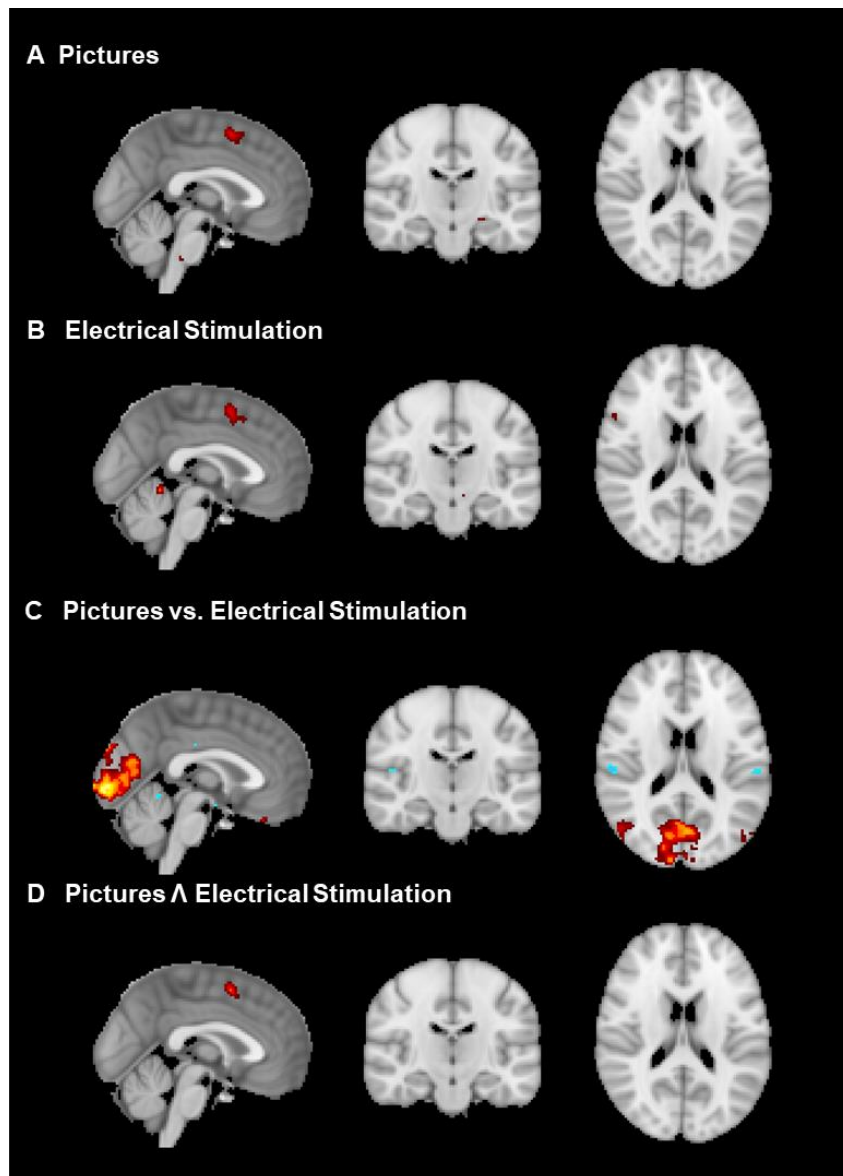 A Pictures
B Electrical Stimulation
C Pictures vs. Electrical Stimulation
D Pictures Λ Electrical Stimulation